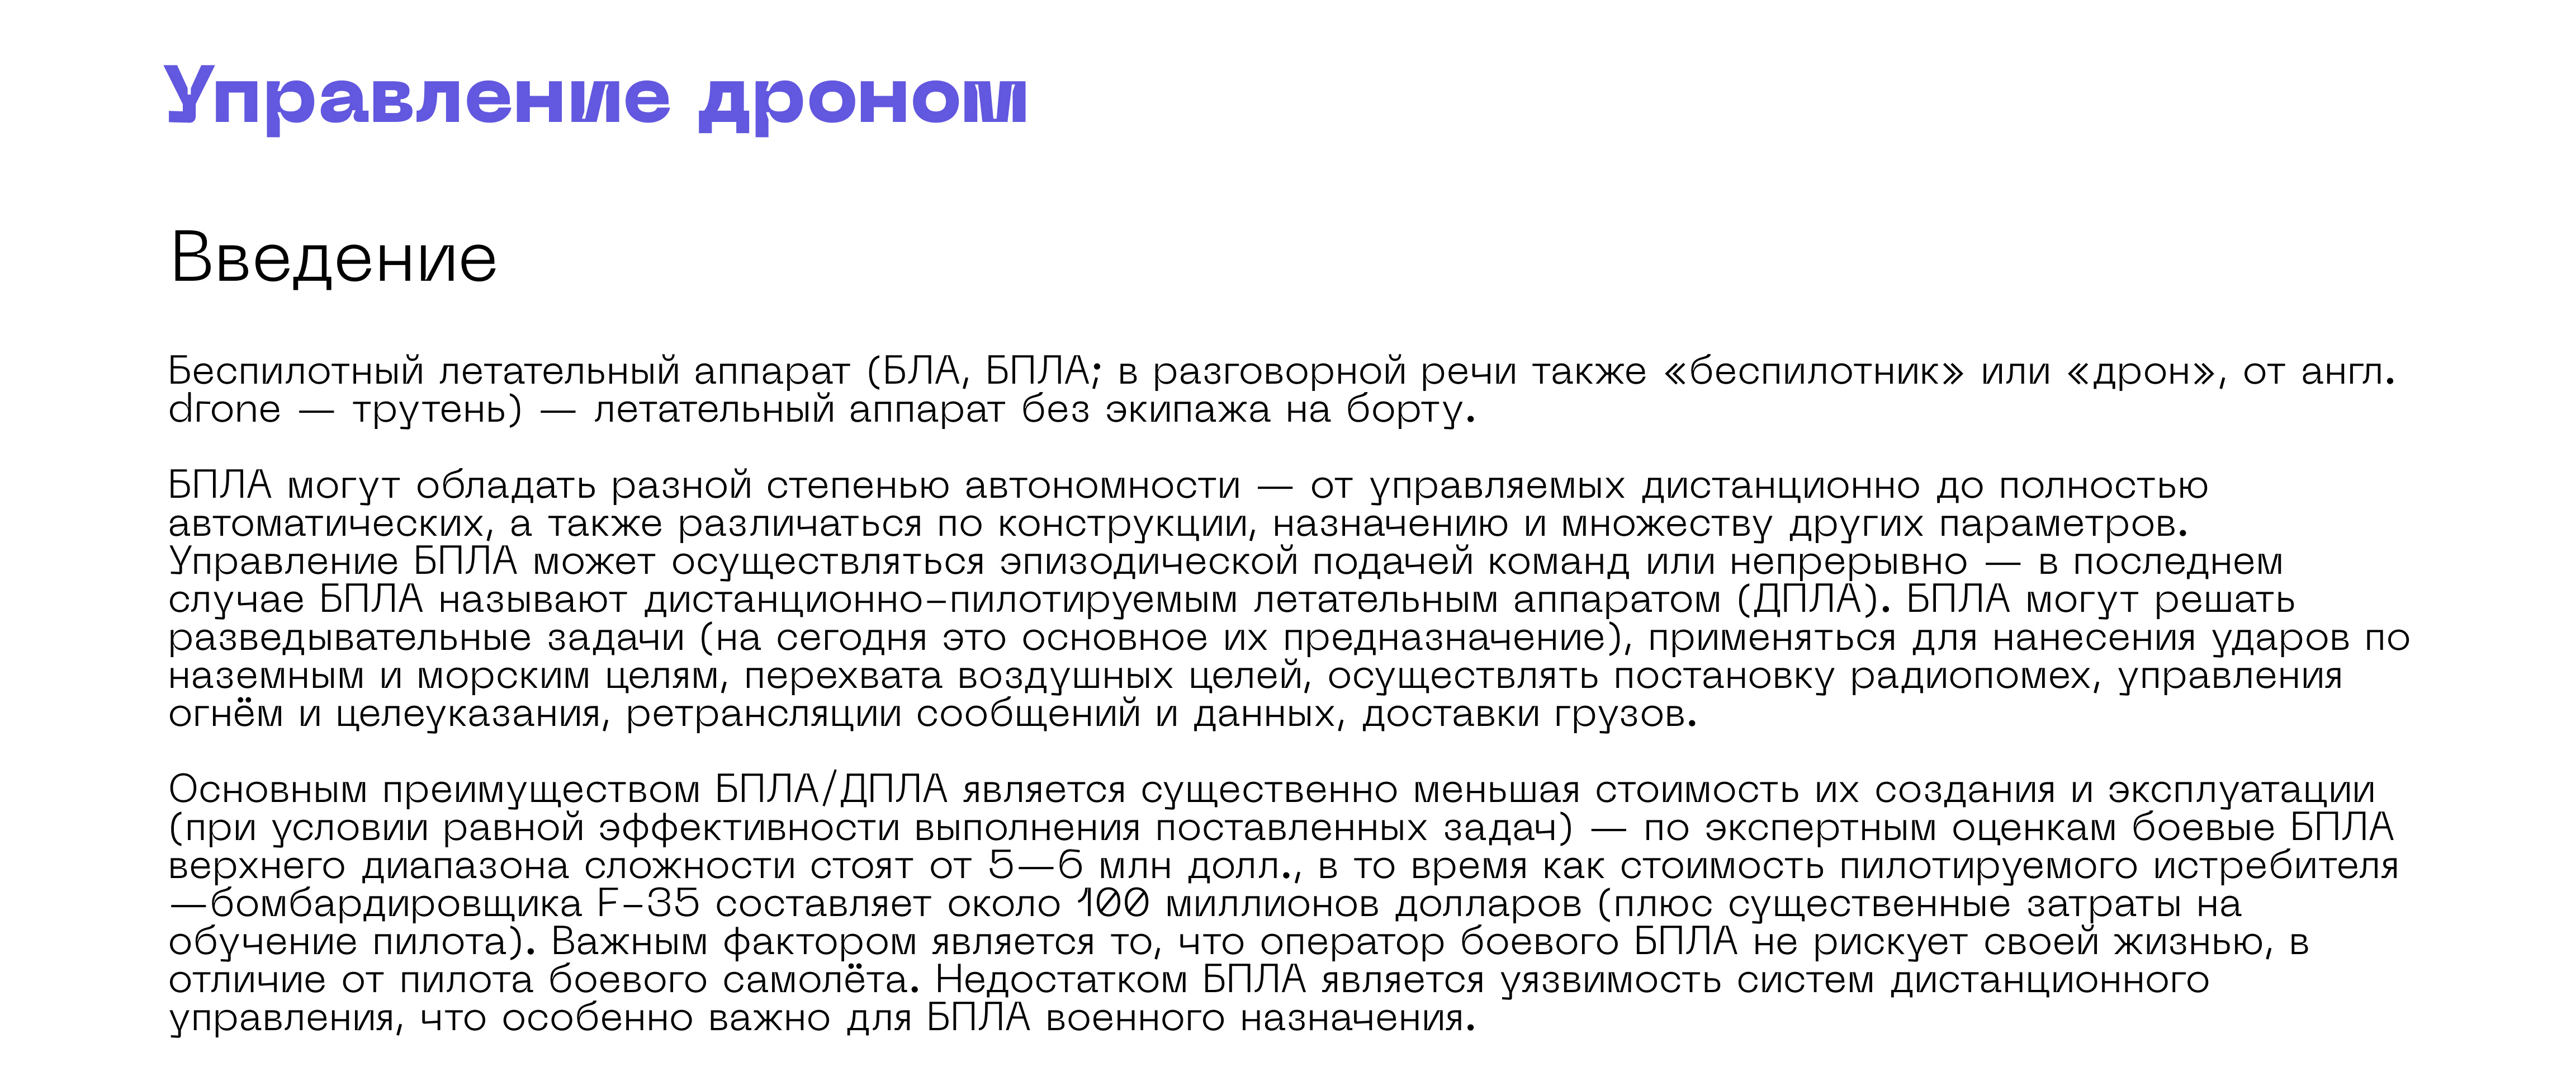 Управление дроном
Введение
Беспилотный летательный аппарат (БЛА, БПЛА; в разговорной речи также «беспилотник» или «дрон», от англ.
drone — трутень) — летательный аппарат без экипажа на борту.
БПЛА могут обладать разной степенью автономности — от управляемых дистанционно до полностью
автоматических, а также различаться по конструкции, назначению и множеству других параметров.
Управление БПЛА может осуществляться эпизодической подачей команд или непрерывно — в последнем
случае БПЛА называют дистанционно-пилотируемым летательным аппаратом (ДПЛА). БПЛА могут решать
разведывательные задачи (на сегодня это основное их предназначение), применяться для нанесения ударов по
наземным и морским целям, перехвата воздушных целей, осуществлять постановку радиопомех, управления
огнём и целеуказания, ретрансляции сообщений и данных, доставки грузов.
Основным преимуществом БПЛА/ДПЛА является существенно меньшая стоимость их создания и эксплуатации
(при условии равной эффективности выполнения поставленных задач) — по экспертным оценкам боевые БПЛА
верхнего диапазона сложности стоят от 5—6 млн долл., в то время как стоимость пилотируемого истребителя
—бомбардировщика F-35 составляет около 100 миллионов долларов (плюс существенные затраты на
обучение пилота). Важным фактором является то, что оператор боевого БПЛА не рискует своей жизнью, в
отличие от пилота боевого самолёта. Недостатком БПЛА является уязвимость систем дистанционного
управления, что особенно важно для БПЛА военного назначения.